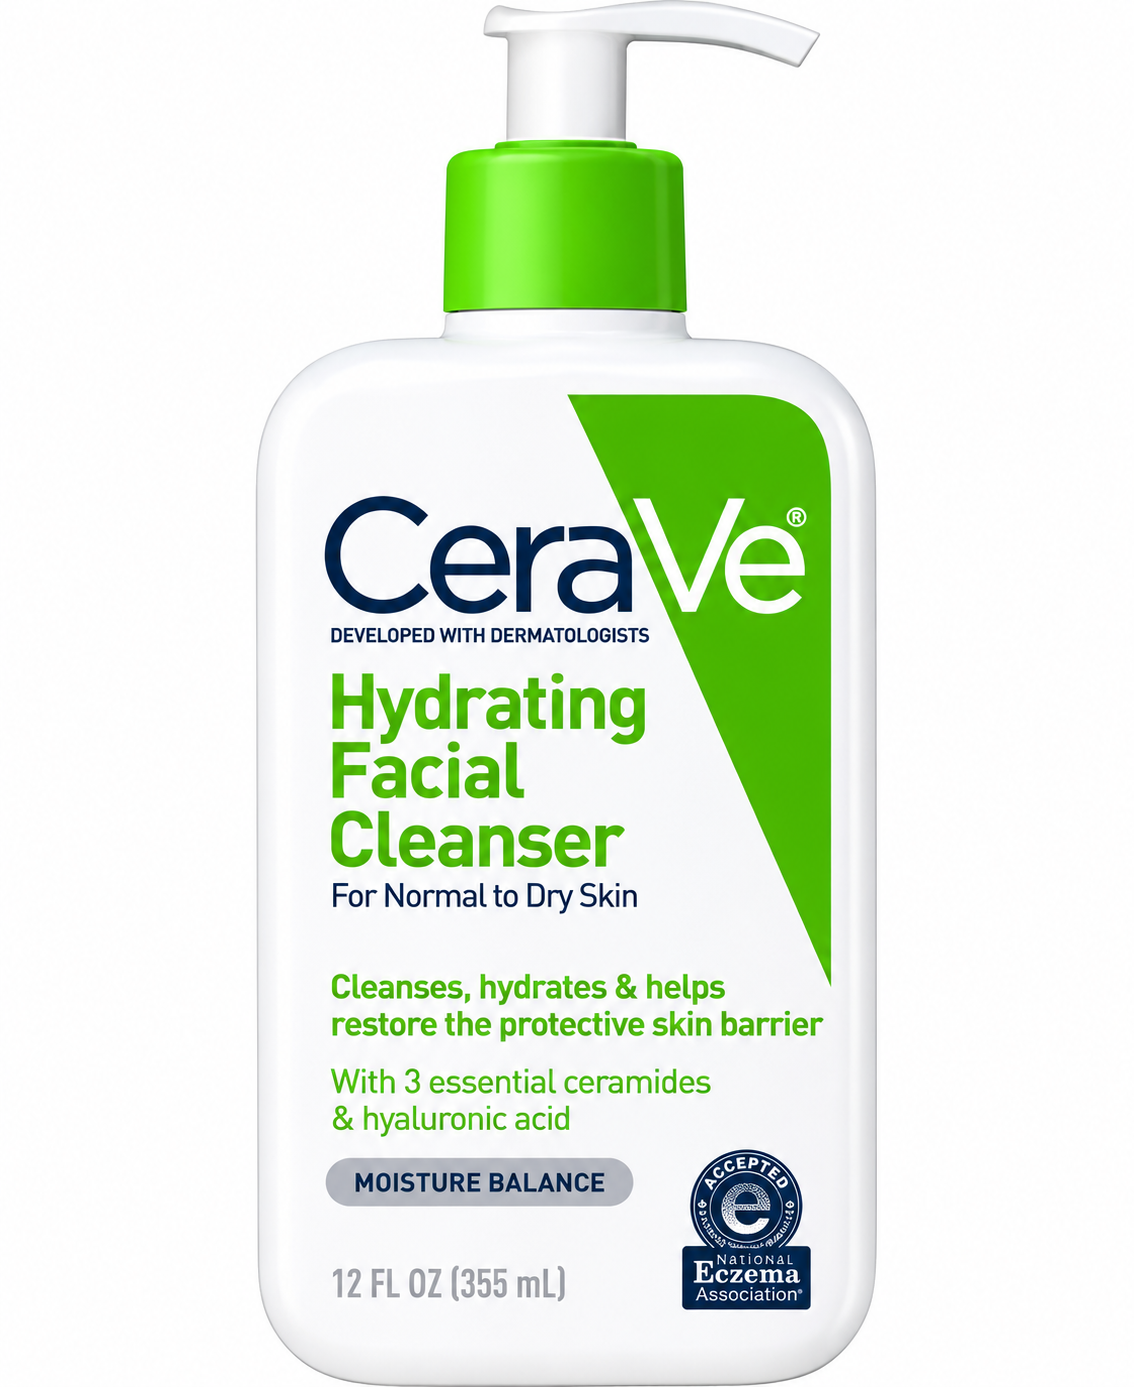 CeraVe®
DEVELOPED WITH DERMATOLOGISTS
Hydrating
Facial
Cleanser
For Normal to Dry Skin
Cleanses, hydrates & helps
restore the protective skin barrier
With 3 essential ceramides
& hyaluronic acid
MOISTURE BALANCE
12 FL OZ (355 mL)
ACCEPTED
e
National
Eczema
Association®